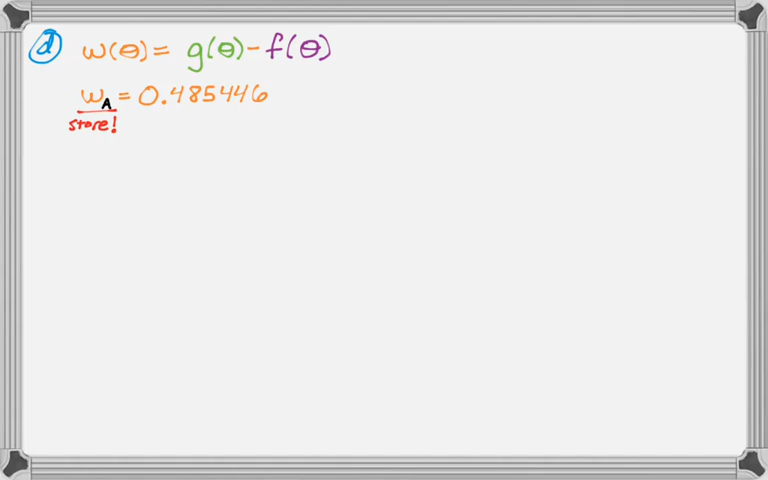 d w(θ) = g(θ) - f(θ)
w_A = 0.485446
store!